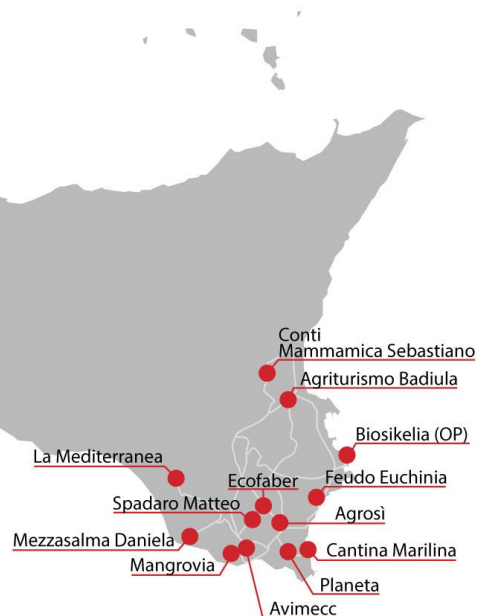 Conti
Mammamica Sebastiano
Agriturismo Badiula
Biosikelia (OP)
La Mediterranea
Ecofaber
Feudo Euchinia
Spadaro Matteo
Agrosì
Mezzasalma Daniela
Cantina Marilina
Mangrovia
Planeta
Avimecc